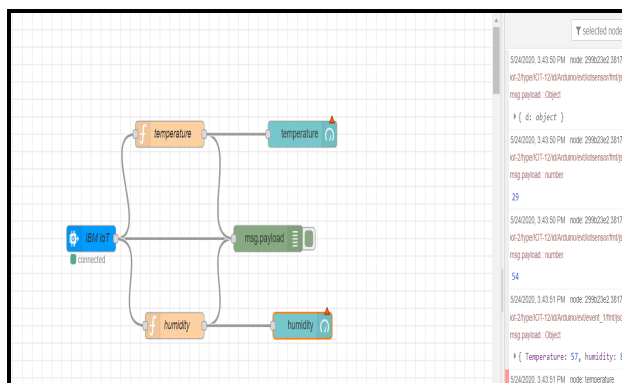 selected node
5/24/2020, 3:43:50 PM node: 299b23e2.3817
iot-2/type/IOT-12/id/Arduino/evt/iotsensor/fmt/js
msg.payload : Object
{ d: object }
5/24/2020, 3:43:50 PM node: 299b23e2.3817
iot-2/type/IOT-12/id/Arduino/evt/iotsensor/fmt/js
msg.payload : number
29
5/24/2020, 3:43:50 PM node: 299b23e2.3817
iot-2/type/IOT-12/id/Arduino/evt/iotsensor/fmt/js
msg.payload : number
54
5/24/2020, 3:43:51 PM node: 299b23e2.3817
iot-2/type/IOT-12/id/Arduino/evt/event_1/fmt/jsc
msg.payload : Object
{ Temperature: 57, humidity: 8
5/24/2020, 3:43:51 PM node: temperature
temperature
temperature
IBM IoT
connected
msg.payload
humidity
humidity